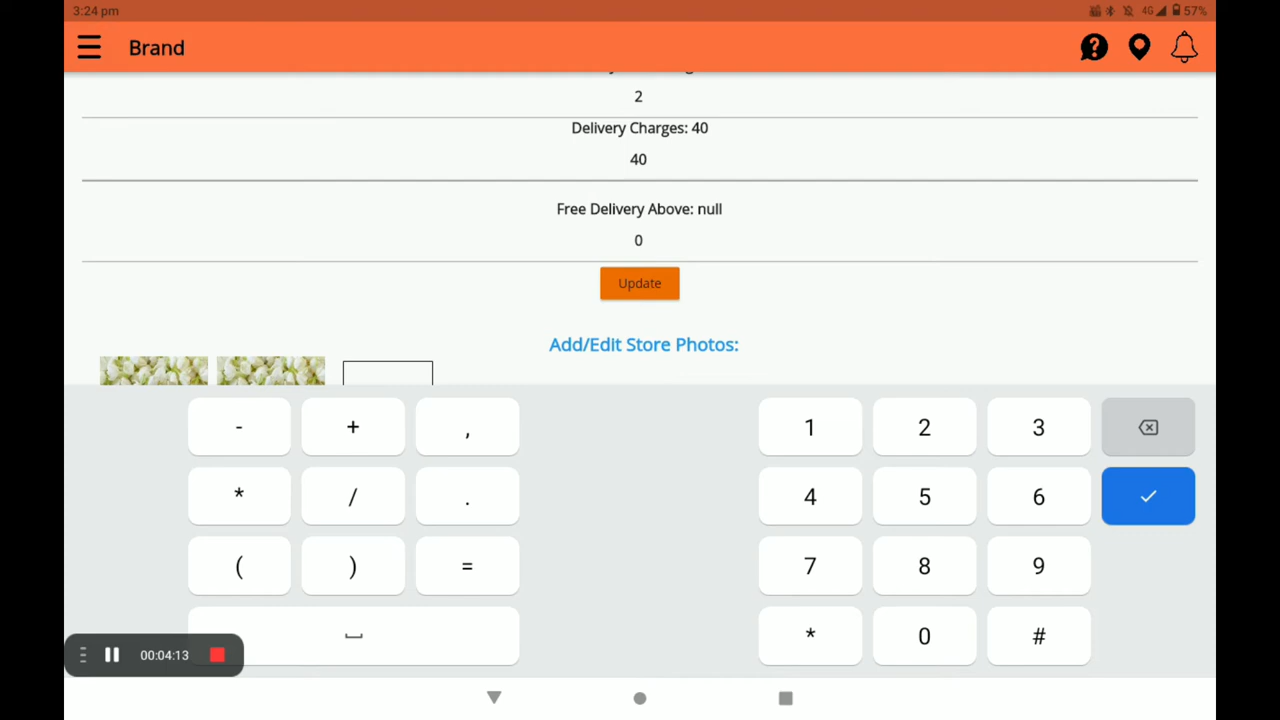 3:24 pm
4G 57%
Brand
2
Delivery Charges: 40
40
Free Delivery Above: null
0
Update
Add/Edit Store Photos:
- + , 1 2 3
* / . 4 5 6
( ) = 7 8 9
* 0 #
00:04:13